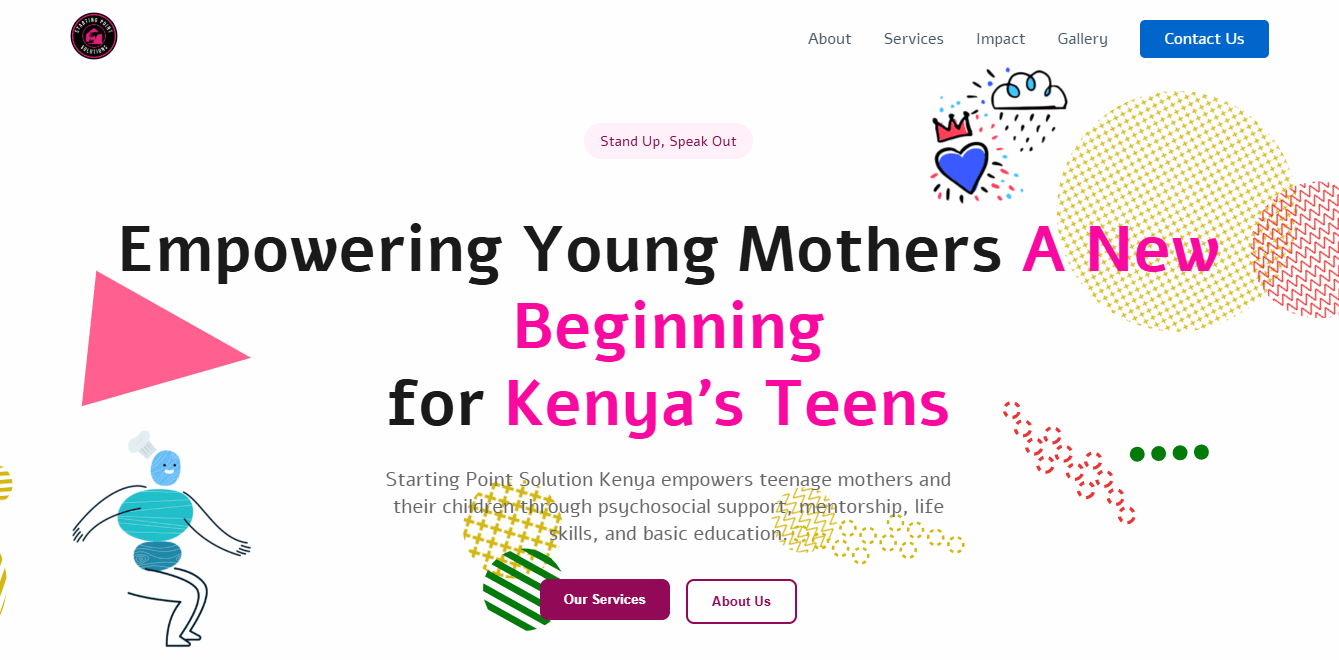 STARTING POINT
SOLUTIONS
About
Services
Impact
Gallery
Contact Us
Stand Up, Speak Out
Empowering Young Mothers A New
Beginning
for Kenya’s Teens
Starting Point Solution Kenya empowers teenage mothers and
their children through psychosocial support, mentorship, life
skills, and basic education.
Our Services
About Us